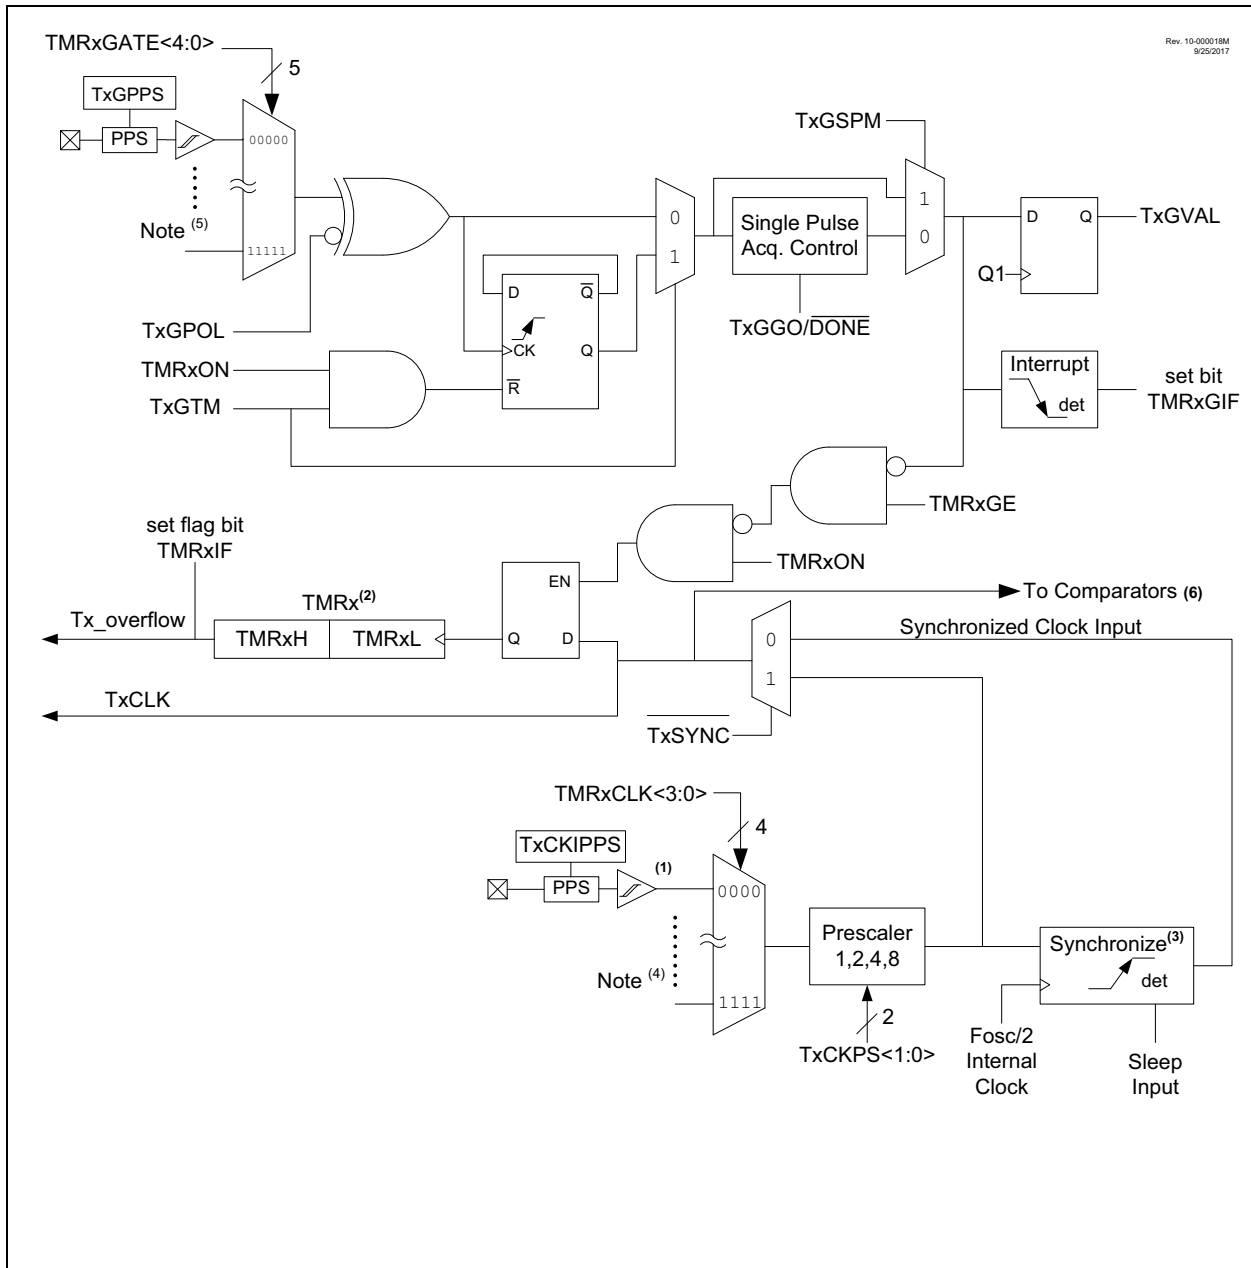 Rev. 10-000018M
9/25/2017
TMRxGATE<4:0>
5
TxGPPS
PPS
00000
Note (5)
11111
TxGPOL
TMRxON
TxGTM
D
Q
CK
Q
R
0
1
TxGSPM
Single Pulse
Acq. Control
TxGGO/DONE
1
0
D
Q
Q1
TxGVAL
Interrupt
det
set bit
TMRxGIF
TMRxGE
TMRxON
set flag bit
TMRxIF
Tx_overflow
TMRx(2)
TMRxH
TMRxL
EN
Q
D
To Comparators (6)
Synchronized Clock Input
0
1
TxCLK
TxSYNC
TMRxCLK<3:0>
4
TxCKIPPS
PPS
(1)
0000
Note (4)
1111
Prescaler
1,2,4,8
2
TxCKPS<1:0>
Synchronize(3)
det
Fosc/2
Internal
Clock
Sleep
Input